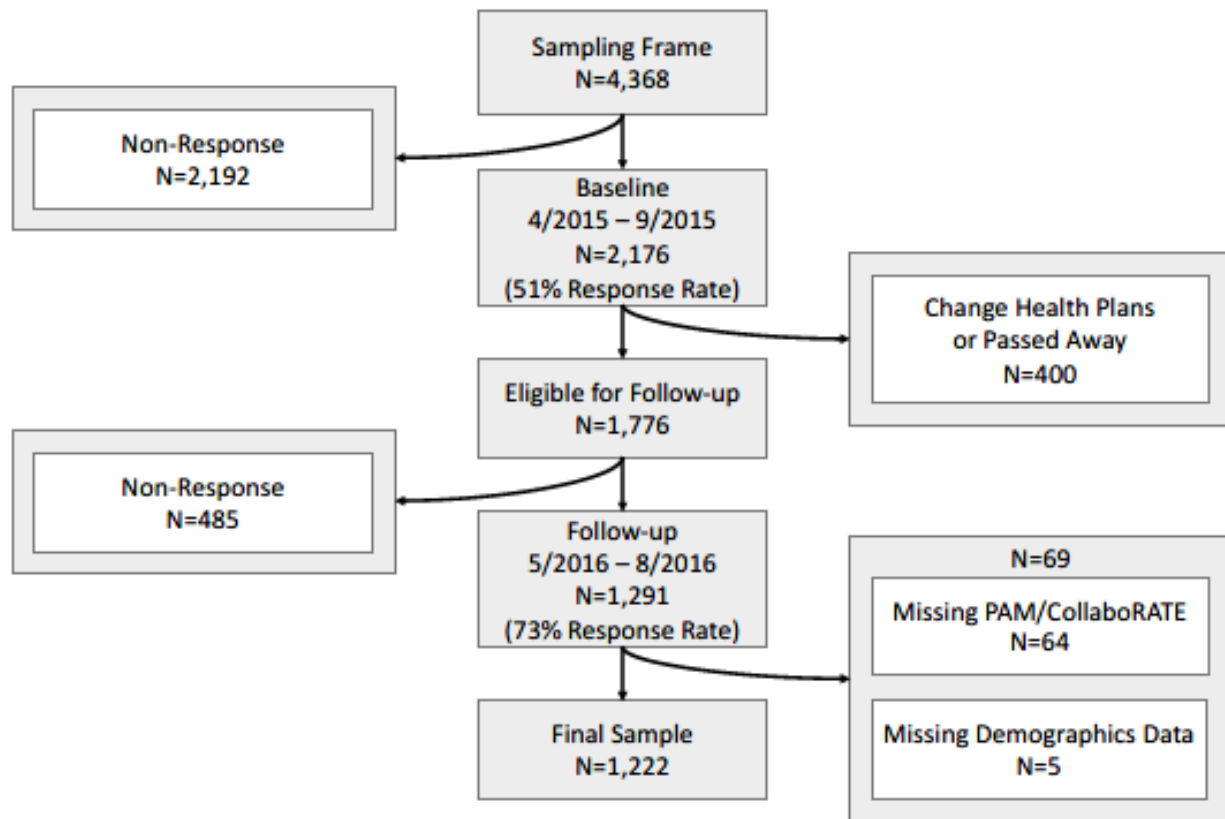 Sampling Frame
N=4,368
Non-Response
N=2,192
Baseline
4/2015 – 9/2015
N=2,176
(51% Response Rate)
Change Health Plans
or Passed Away
N=400
Eligible for Follow-up
N=1,776
Non-Response
N=485
Follow-up
5/2016 – 8/2016
N=1,291
(73% Response Rate)
N=69
Missing PAM/CollaboRATE
N=64
Missing Demographics Data
N=5
Final Sample
N=1,222